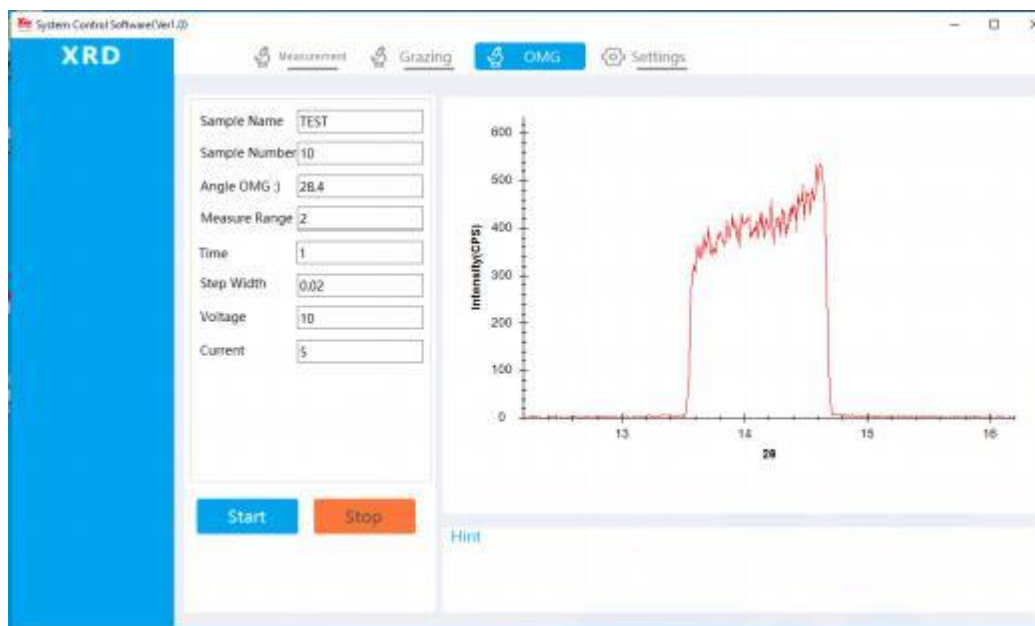 System Control Software(Ver1.0)
XRD
Measurement
Grazing
OMG
Settings
Sample Name TEST
Sample Number 10
Angle OMG :) 28.4
Measure Range 2
Time 1
Step Width 0.02
Voltage 10
Current 5
Start
Stop
600
500
400
300
200
100
0
Intensity(CPS)
13 14 15 16
2θ
Hint